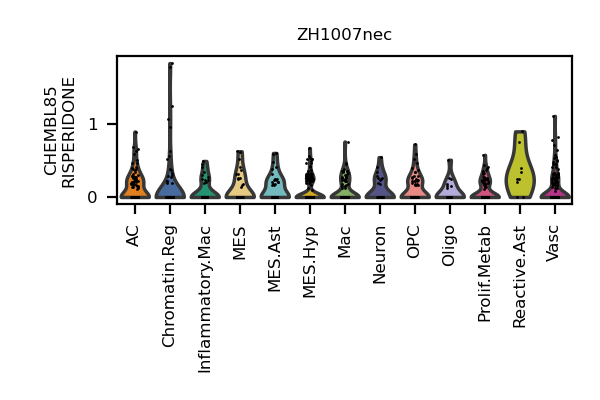 ZH1007nec
CHEMBL85
RISPERIDONE
1
0
AC
Chromatin.Reg
Inflammatory.Mac
MES
MES.Ast
MES.Hyp
Mac
Neuron
OPC
Oligo
Prolif.Metab
Reactive.Ast
Vasc